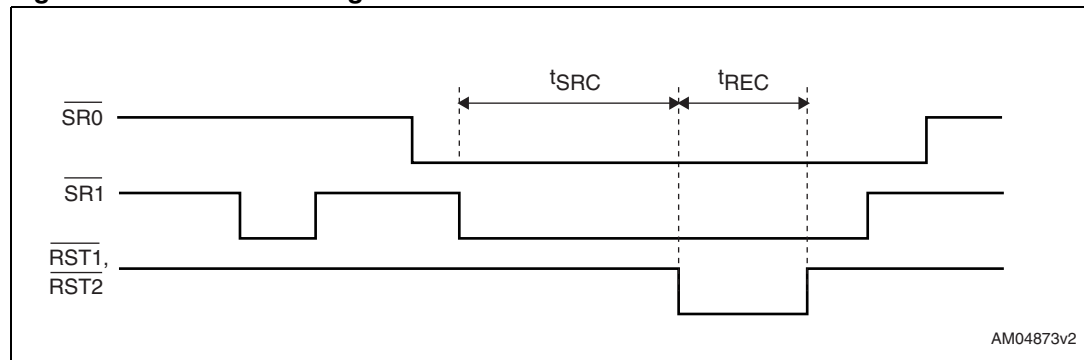 tSRC tREC
SR0
SR1
RST1,
RST2
AM04873v2